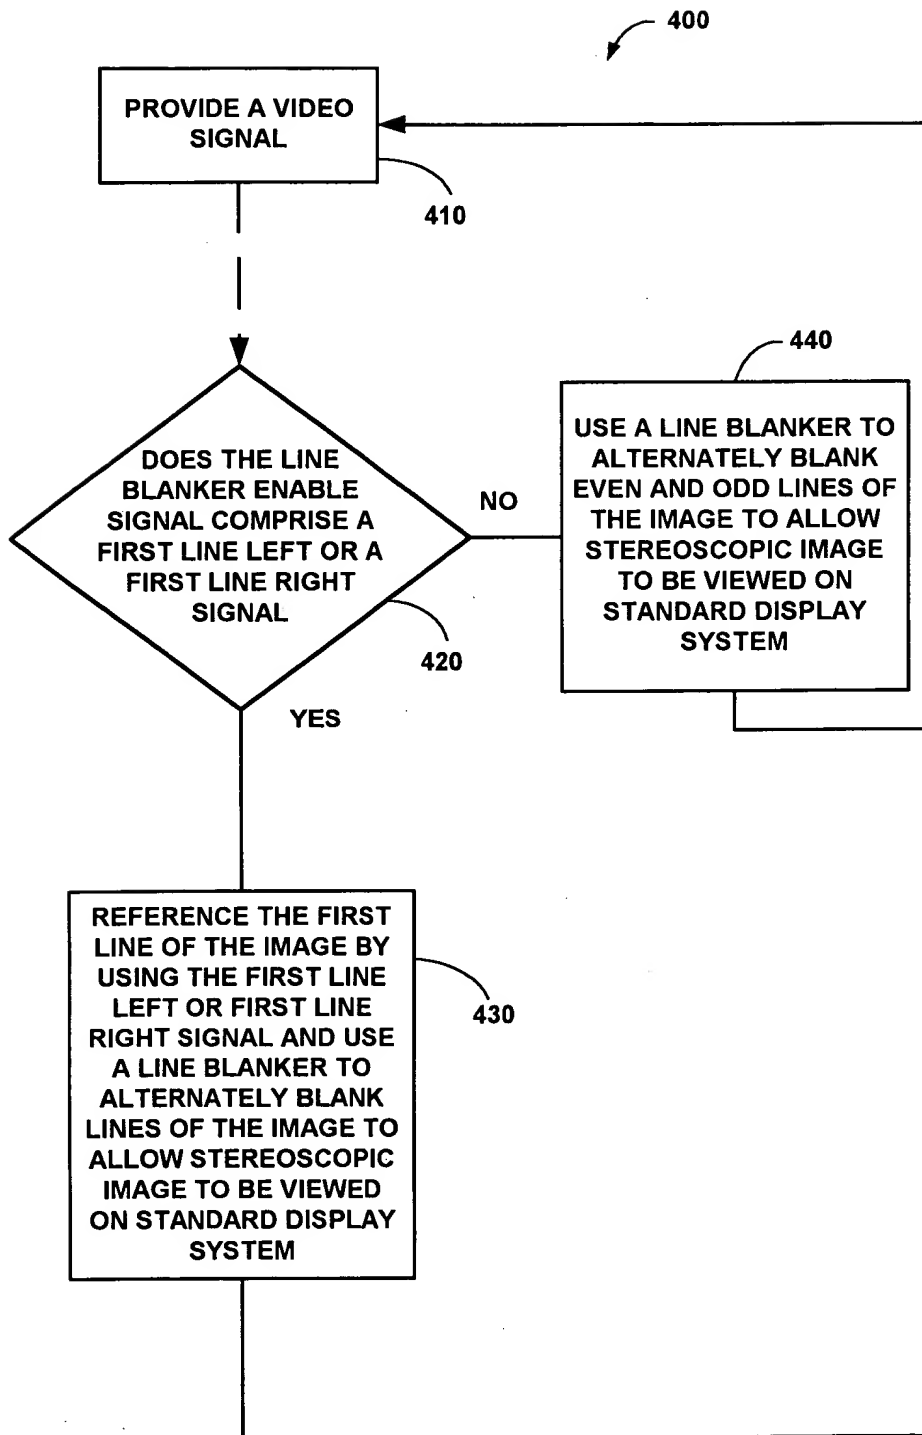 400
PROVIDE A VIDEO
SIGNAL
410
DOES THE LINE
BLANKER ENABLE
SIGNAL COMPRISE A
FIRST LINE LEFT OR A
FIRST LINE RIGHT
SIGNAL
420
NO
440
USE A LINE BLANKER TO
ALTERNATELY BLANK
EVEN AND ODD LINES OF
THE IMAGE TO ALLOW
STEREOSCOPIC IMAGE
TO BE VIEWED ON
STANDARD DISPLAY
SYSTEM
YES
REFERENCE THE FIRST
LINE OF THE IMAGE BY
USING THE FIRST LINE
LEFT OR FIRST LINE
RIGHT SIGNAL AND USE
A LINE BLANKER TO
ALTERNATELY BLANK
LINES OF THE IMAGE TO
ALLOW STEREOSCOPIC
IMAGE TO BE VIEWED
ON STANDARD DISPLAY
SYSTEM
430